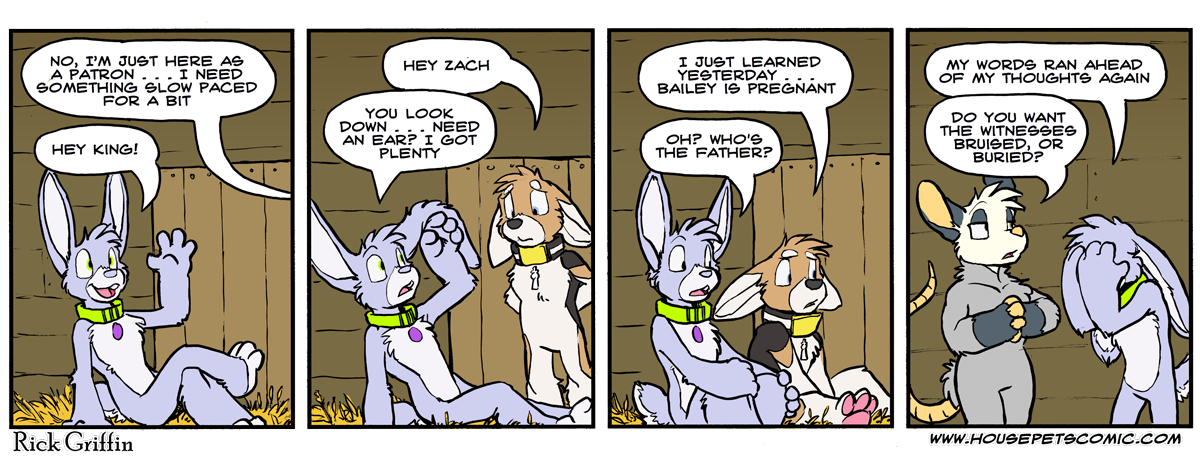 NO, I'M JUST HERE AS
A PATRON . . . I NEED
SOMETHING SLOW PACED
FOR A BIT
HEY KING!
HEY ZACH
YOU LOOK
DOWN . . . NEED
AN EAR? I GOT
PLENTY
I JUST LEARNED
YESTERDAY . . .
BAILEY IS PREGNANT
OH? WHO'S
THE FATHER?
MY WORDS RAN AHEAD
OF MY THOUGHTS AGAIN
DO YOU WANT
THE WITNESSES
BRUISED, OR
BURIED?
Rick Griffin
WWW.HOUSEPETSCOMIC.COM